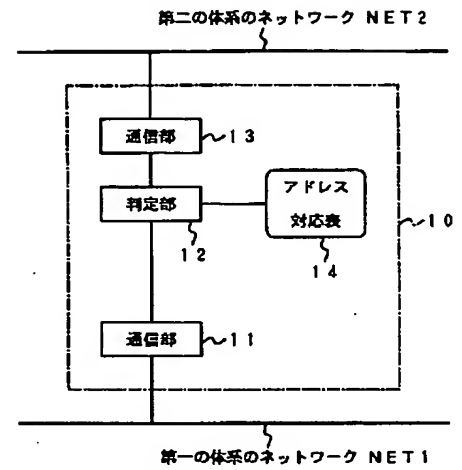 第二の体系のネットワーク NET2
通信部
13
判定部
12
アドレス
対応表
14
10
通信部
11
第一の体系のネットワーク NET1